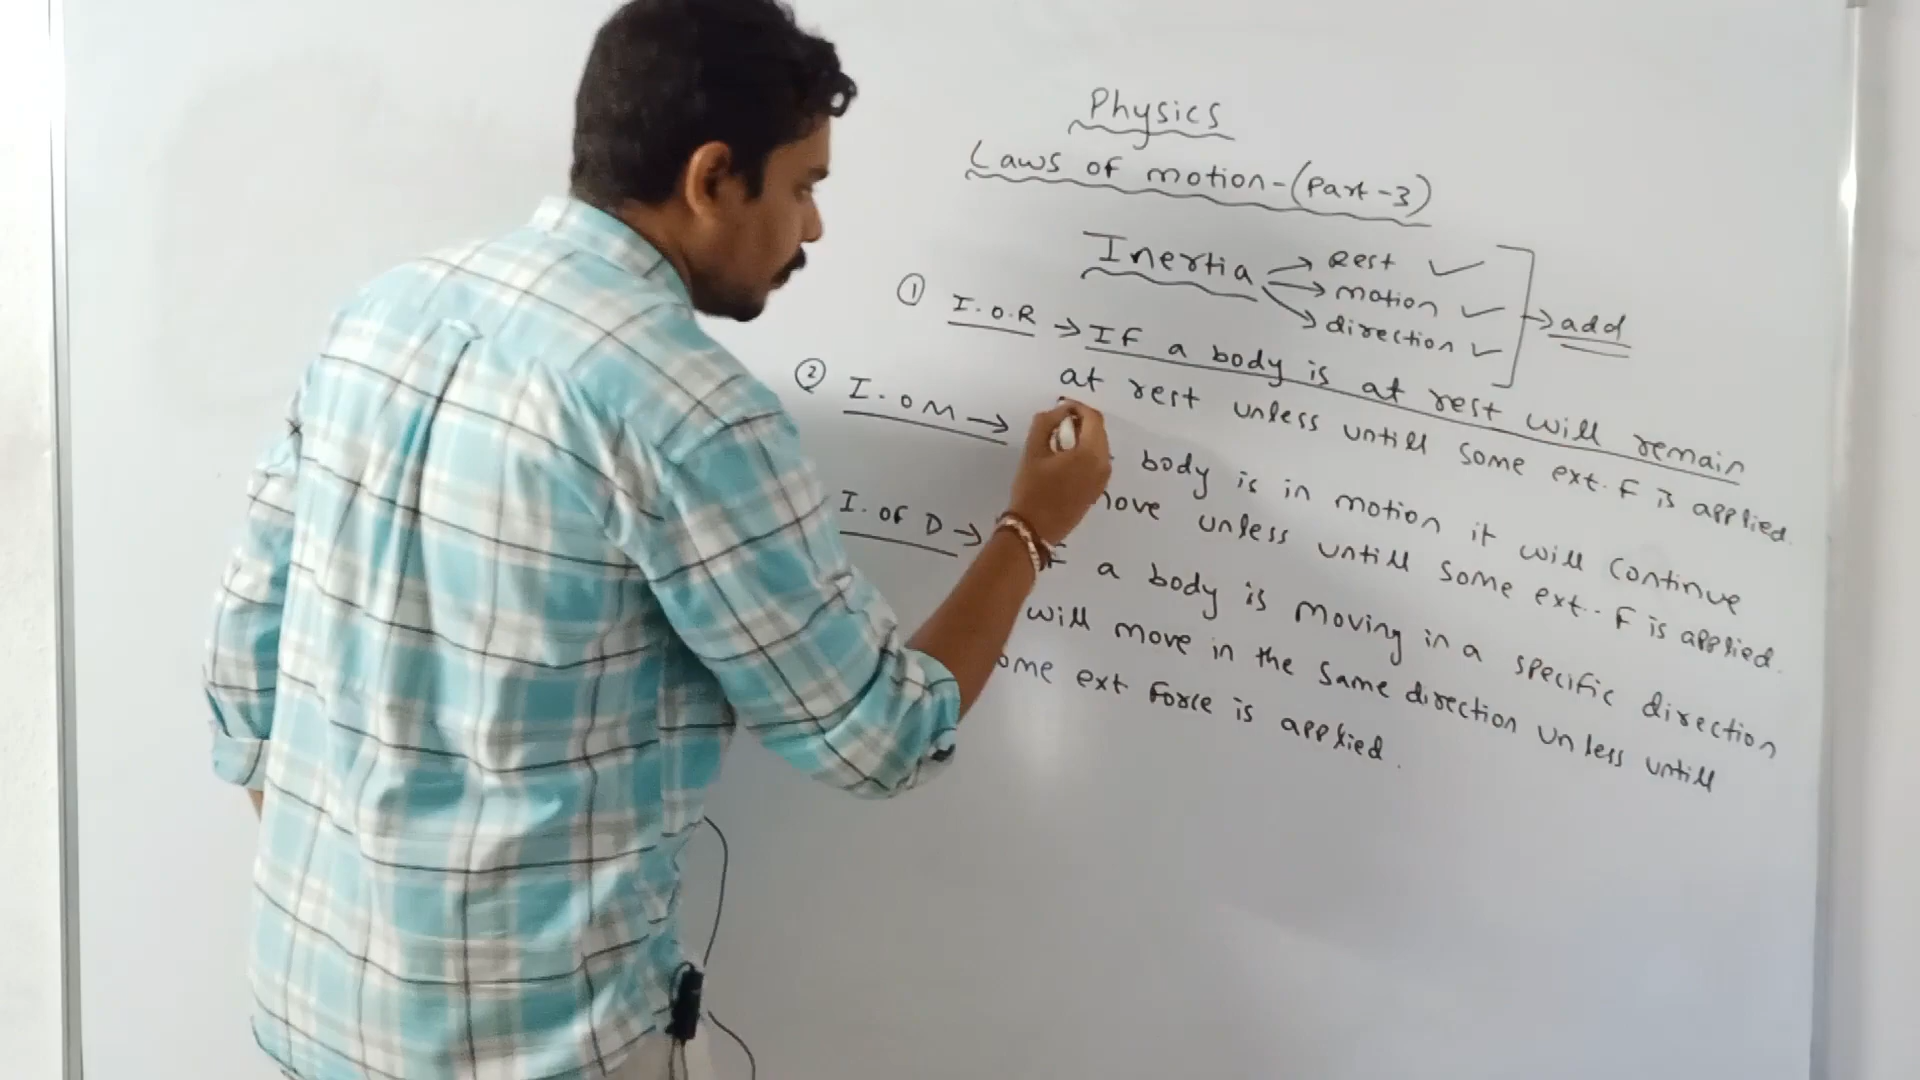 Physics
Laws of motion-(Part-3)
Inertia → Rest ✓
→ motion ✓
→ direction ✓
→ add
① I.O.R → If a body is at rest will remain
at rest unless untill some ext. F is applied.
② I.OM → body is in motion it will continue
move unless untill some ext.. F is applied.
I. OF D → If a body is moving in a specific direction
will move in the same direction unless untill
ome ext Force is applied.